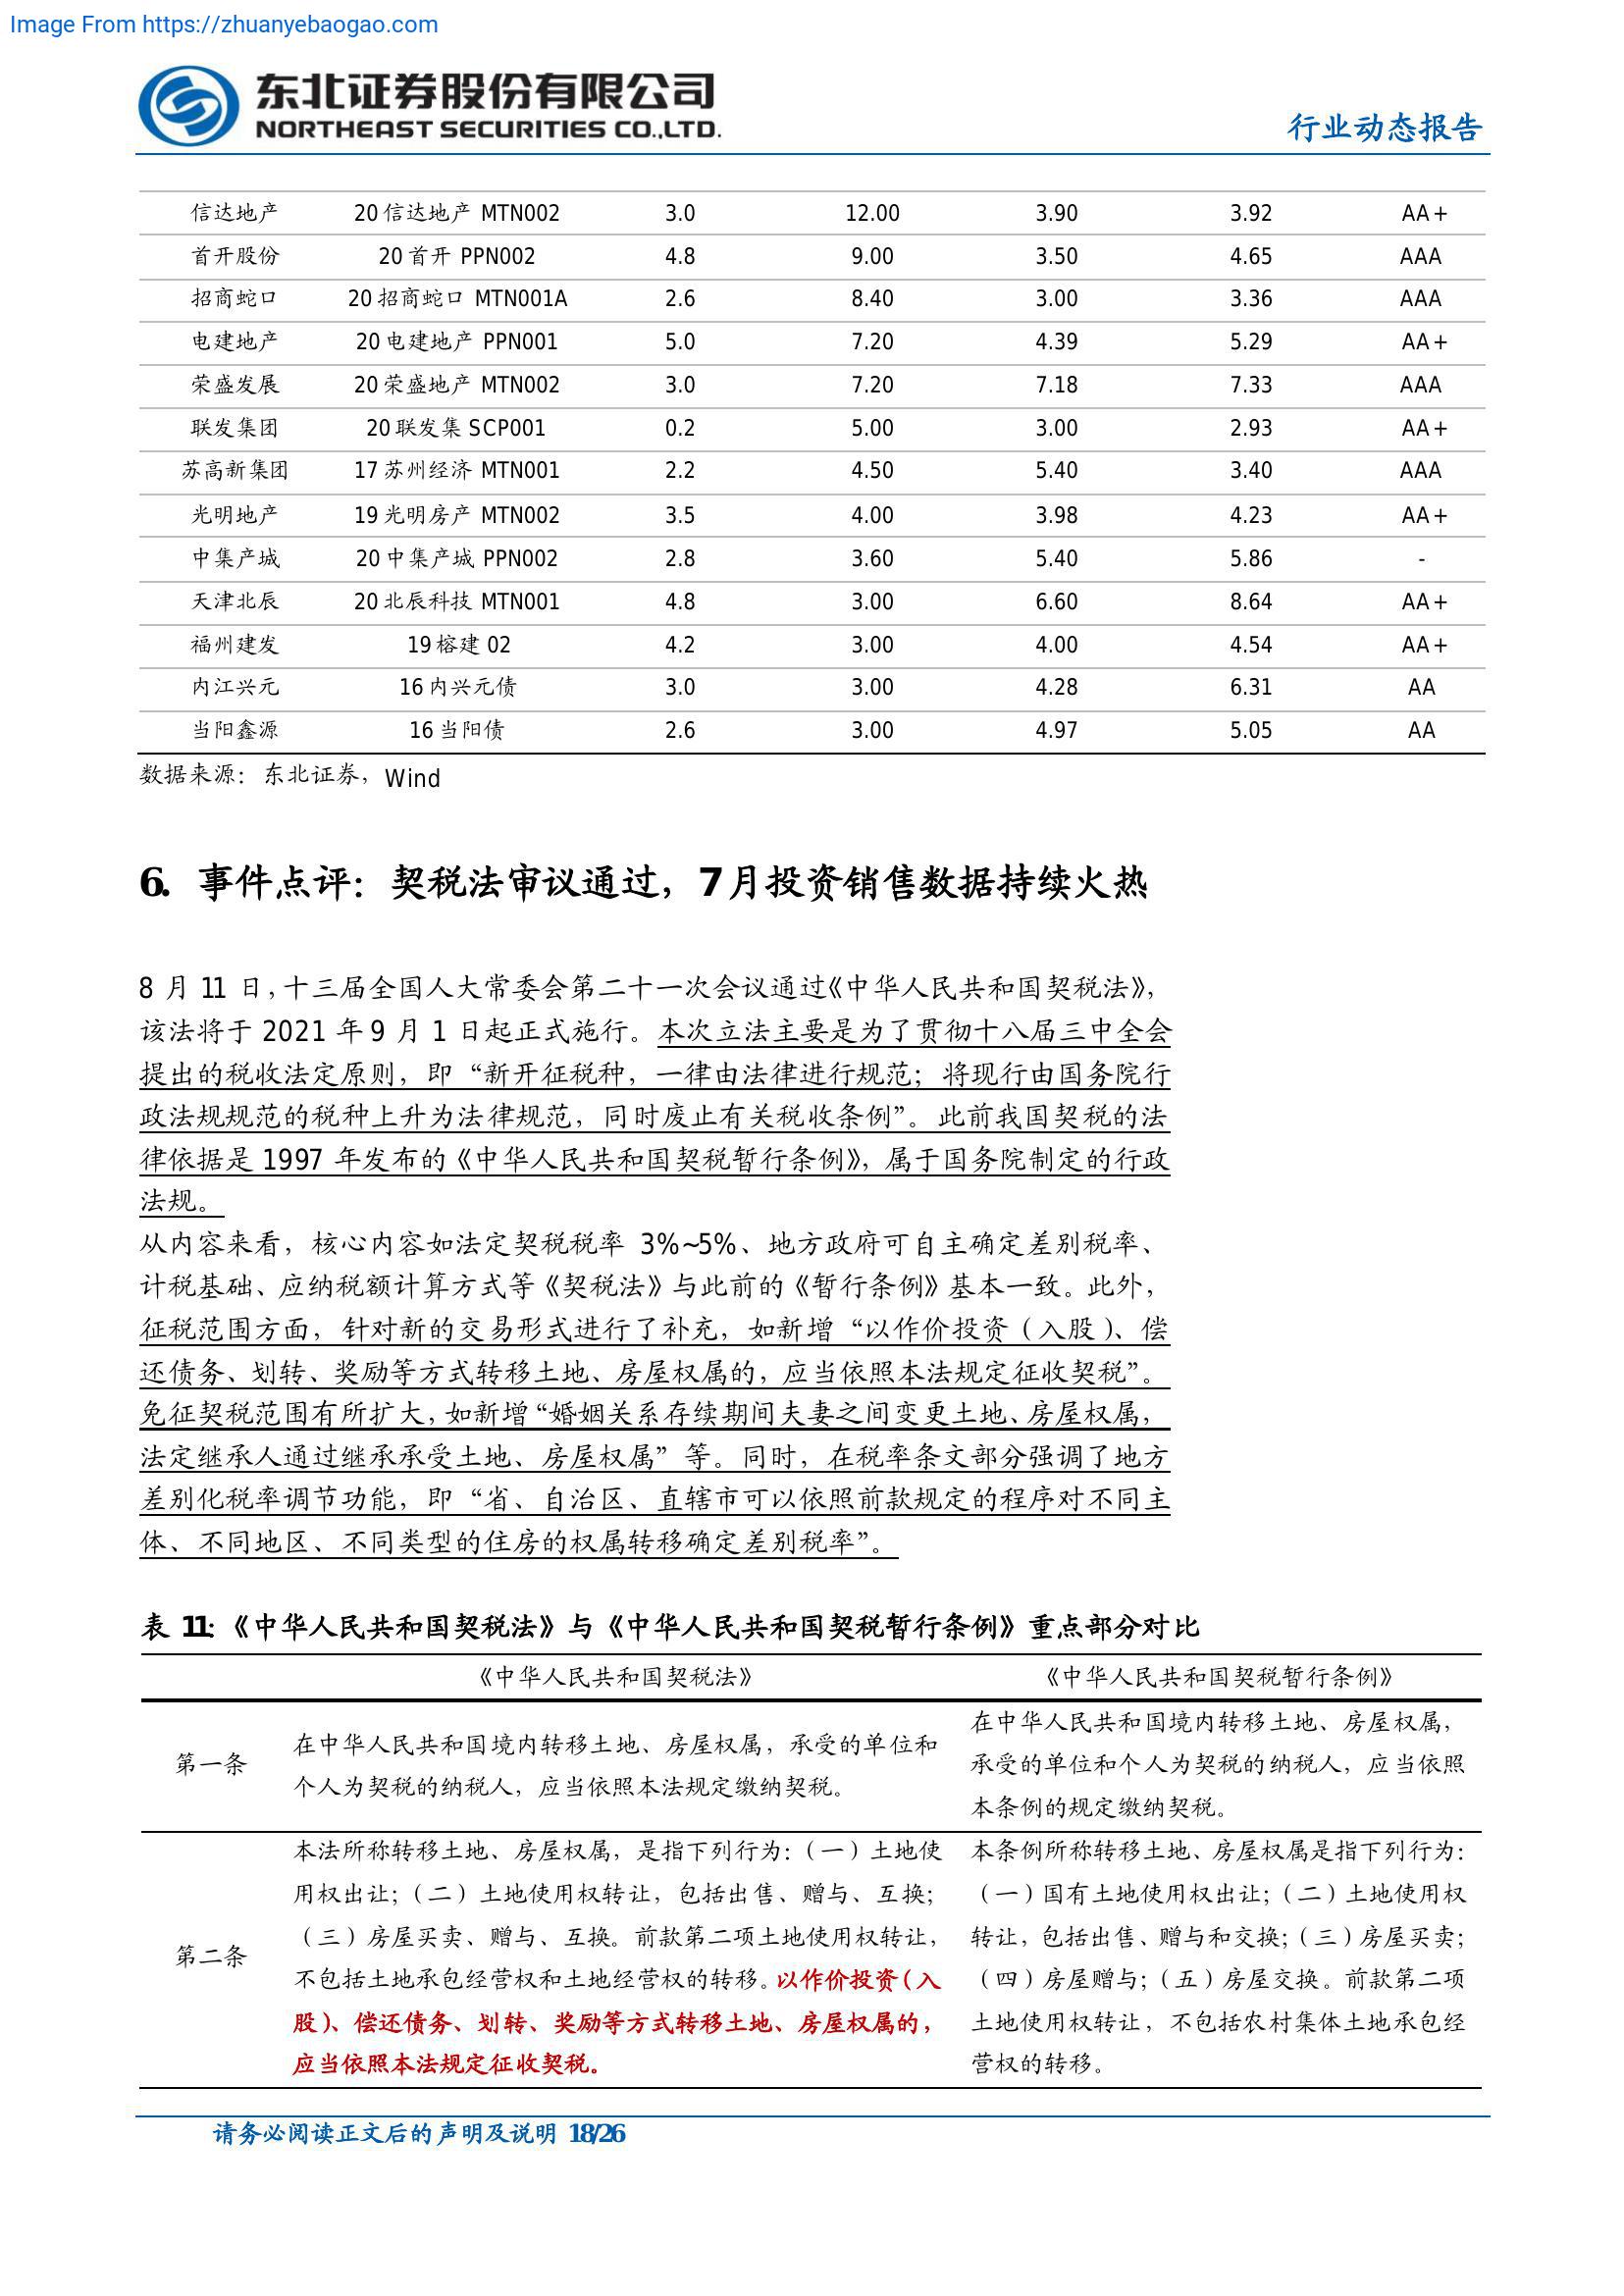 Image From https://zhuanyebaogao.com
东北证券股份有限公司
NORTHEAST SECURITIES CO.,LTD.
行业动态报告
信达地产 20信达地产 MTN002 3.0 12.00 3.90 3.92 AA+
首开股份 20首开 PPN002 4.8 9.00 3.50 4.65 AAA
招商蛇口 20招商蛇口 MTN001A 2.6 8.40 3.00 3.36 AAA
电建地产 20电建地产 PPN001 5.0 7.20 4.39 5.29 AA+
荣盛发展 20荣盛地产 MTN002 3.0 7.20 7.18 7.33 AAA
联发集团 20联发集 SCP001 0.2 5.00 3.00 2.93 AA+
苏高新集团 17苏州经济 MTN001 2.2 4.50 5.40 3.40 AAA
光明地产 19光明房产 MTN002 3.5 4.00 3.98 4.23 AA+
中集产城 20中集产城 PPN002 2.8 3.60 5.40 5.86 -
天津北辰 20北辰科技 MTN001 4.8 3.00 6.60 8.64 AA+
福州建发 19榕建 02 4.2 3.00 4.00 4.54 AA+
内江兴元 16内兴元债 3.0 3.00 4.28 6.31 AA
当阳鑫源 16当阳债 2.6 3.00 4.97 5.05 AA
数据来源：东北证券，Wind
6. 事件点评：契税法审议通过，7月投资销售数据持续火热
8 月 11 日，十三届全国人大常委会第二十一次会议通过《中华人民共和国契税法》，
该法将于 2021 年 9 月 1 日起正式施行。本次立法主要是为了贯彻十八届三中全会
提出的税收法定原则，即“新开征税种，一律由法律进行规范；将现行由国务院行
政法规规范的税种上升为法律规范，同时废止有关税收条例”。此前我国契税的法
律依据是 1997 年发布的《中华人民共和国契税暂行条例》，属于国务院制定的行政
法规。
从内容来看，核心内容如法定契税税率 3%~5%、地方政府可自主确定差别税率、
计税基础、应纳税额计算方式等《契税法》与此前的《暂行条例》基本一致。此外，
征税范围方面，针对新的交易形式进行了补充，如新增“以作价投资（入股）、偿
还债务、划转、奖励等方式转移土地、房屋权属的，应当依照本法规定征收契税”。
免征契税范围有所扩大，如新增“婚姻关系存续期间夫妻之间变更土地、房屋权属，
法定继承人通过继承承受土地、房屋权属”等。同时，在税率条文部分强调了地方
差别化税率调节功能，即“省、自治区、直辖市可以依照前款规定的程序对不同主
体、不同地区、不同类型的住房的权属转移确定差别税率”。
表 11：《中华人民共和国契税法》与《中华人民共和国契税暂行条例》重点部分对比
《中华人民共和国契税法》 《中华人民共和国契税暂行条例》
第一条
在中华人民共和国境内转移土地、房屋权属，承受的单位和
个人为契税的纳税人，应当依照本法规定缴纳契税。
在中华人民共和国境内转移土地、房屋权属，
承受的单位和个人为契税的纳税人，应当依照
本条例的规定缴纳契税。
第二条
本法所称转移土地、房屋权属，是指下列行为：（一）土地使
用权出让；（二）土地使用权转让，包括出售、赠与、互换；
（三）房屋买卖、赠与、互换。前款第二项土地使用权转让，
不包括土地承包经营权和土地经营权的转移。以作价投资（入
股）、偿还债务、划转、奖励等方式转移土地、房屋权属的，
应当依照本法规定征收契税。
本条例所称转移土地、房屋权属是指下列行为：
（一）国有土地使用权出让；（二）土地使用权
转让，包括出售、赠与和交换；（三）房屋买卖；
（四）房屋赠与；（五）房屋交换。前款第二项
土地使用权转让，不包括农村集体土地承包经
营权的转移。
请务必阅读正文后的声明及说明 18/26